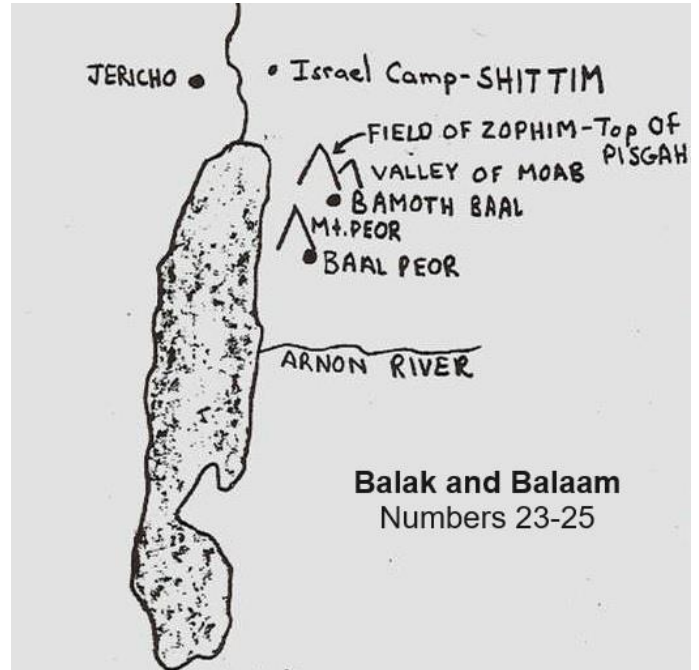 JERICHO
Israel Camp-SHITTIM
FIELD OF ZOPHIM-Top OF
PISGAH
VALLEY OF MOAB
BAMOTH BAAL
Mt. PEOR
BAAL PEOR
ARNON RIVER
Balak and Balaam
Numbers 23-25